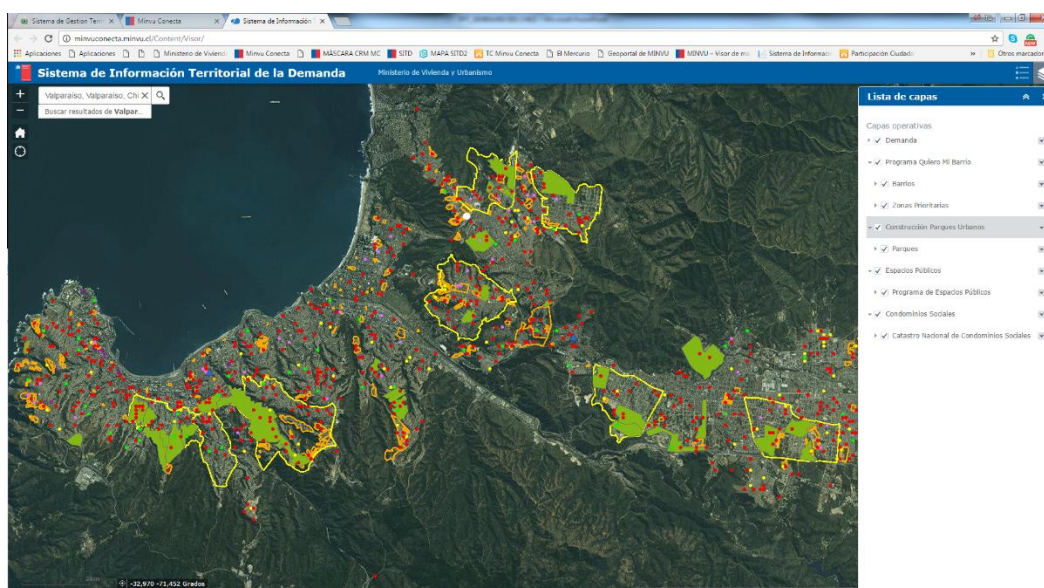 Sistema de Gestion Terri
Minvu Conecta
Sistema de Información T
minvuconecta.minvu.cl/Content/Visor/
Aplicaciones
Aplicaciones
Ministerio de Viviend
Minvu Conecta
MÁSCARA CRM MC
SITD
MAPA SITD2
TC Minvu Conecta
El Mercurio
Geoportal de MINVU
MINVU – Visor de ma
Sistema de Informaci
Participación Ciudad
»
Otros marcador
Sistema de Información Territorial de la Demanda
Ministerio de Vivienda y Urbanismo
Valparaiso, Valparaiso, Chi
Buscar resultados de Valpar...
Lista de capas
Capas operativas
Demanda
Programa Quiero Mi Barrio
Barrios
Zonas Prioritarias
Construcción Parques Urbanos
Parques
Espacios Públicos
Programa de Espacios Públicos
Condominios Sociales
Catastro Nacional de Condominios Sociales
-32,970 -71,452 Grados